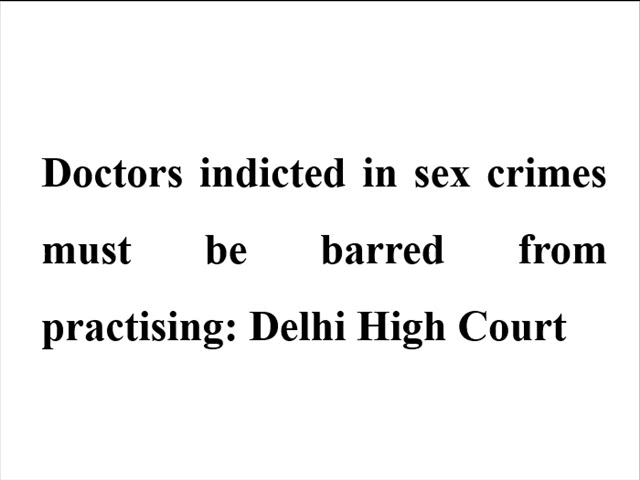 Doctors indicted in sex crimes
must be barred from
practising: Delhi High Court